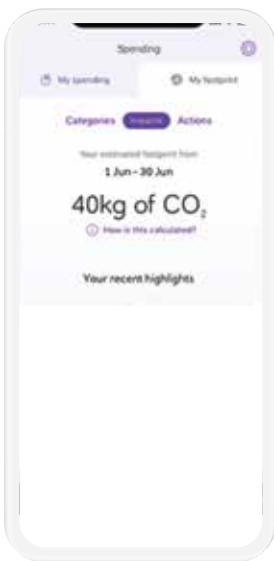 Spending
My spending My footprint
Categories Impacts Actions
Your estimated footprint from
1 Jun - 30 Jun
40kg of CO₂
How is this calculated?
Your recent highlights